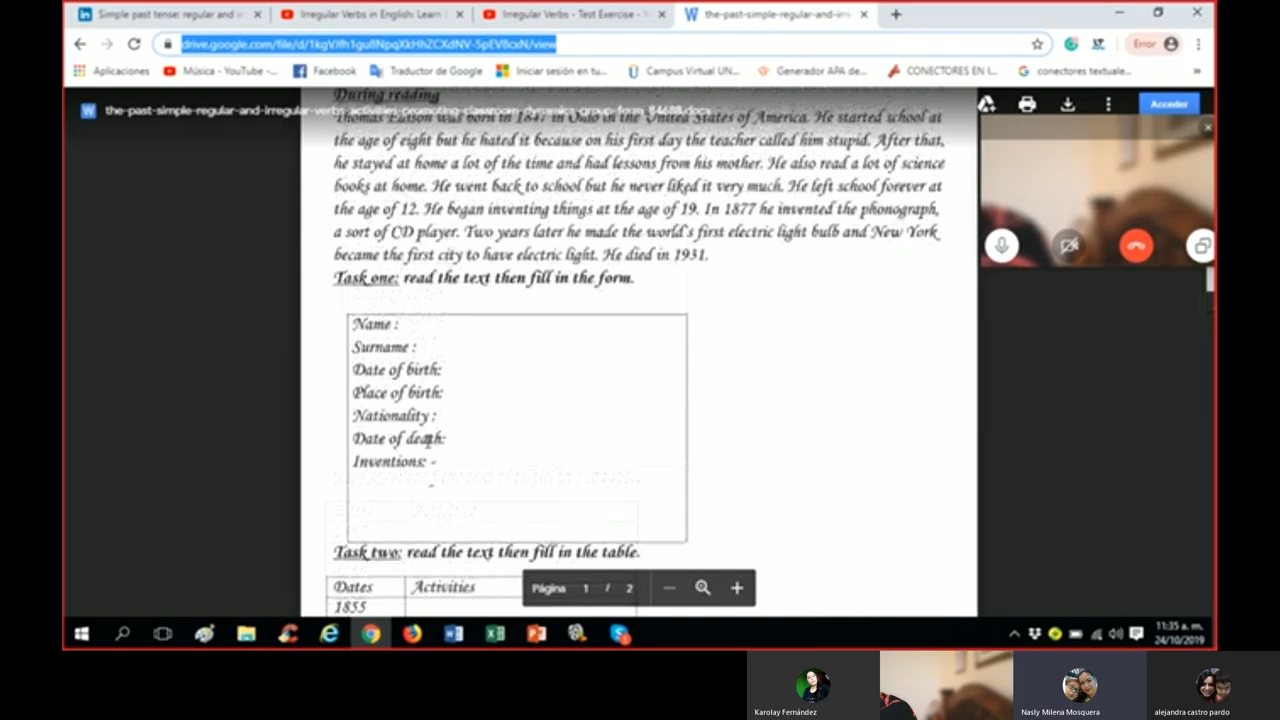 Simple past tense: regular and
Irregular Verbs in English: Learn
Irregular Verbs - Test Exercise -
the-past-simple-regular-and-irre
drive.google.com/file/d/
/view
Error
Aplicaciones
Música - YouTube -...
Facebook
Traductor de Google
Iniciar sesión en tu...
Campus Virtual UN...
Generador APA de...
CONECTORES EN I...
conectores textuale...
During reading
Acceder
Thomas Edison was born in 1847 in Ohio in the United States of America. He started school at
the age of eight but he hated it because on his first day the teacher called him stupid. After that,
he stayed at home a lot of the time and had lessons from his mother. He also read a lot of science
books at home. He went back to school but he never liked it very much. He left school forever at
the age of 12. He began inventing things at the age of 19. In 1877 he invented the phonograph,
a sort of CD player. Two years later he made the world's first electric light bulb and New York
became the first city to have electric light. He died in 1931.
Task one: read the text then fill in the form.
Name :
Surname :
Date of birth:
Place of birth:
Nationality :
Date of death:
Inventions: -
-
Task two: read the text then fill in the table.
Dates Activities
1855
Página 1 / 2
11:35 a. m.
24/10/2019
Karolay Fernández
Nasly Milena Mosquera
alejandra castro pardo